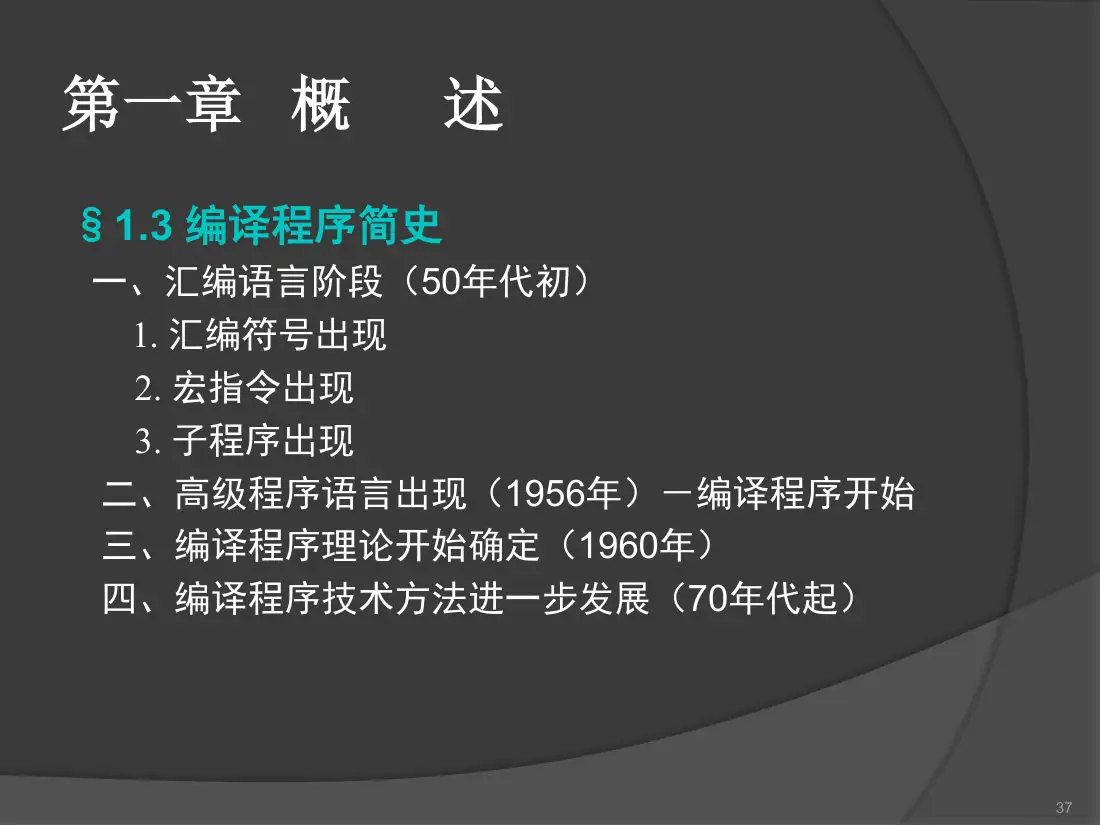 第一章 概 述
§1.3 编译程序简史
一、汇编语言阶段（50年代初）
1. 汇编符号出现
2. 宏指令出现
3. 子程序出现
二、高级程序语言出现（1956年）－编译程序开始
三、编译程序理论开始确定（1960年）
四、编译程序技术方法进一步发展（70年代起）
37